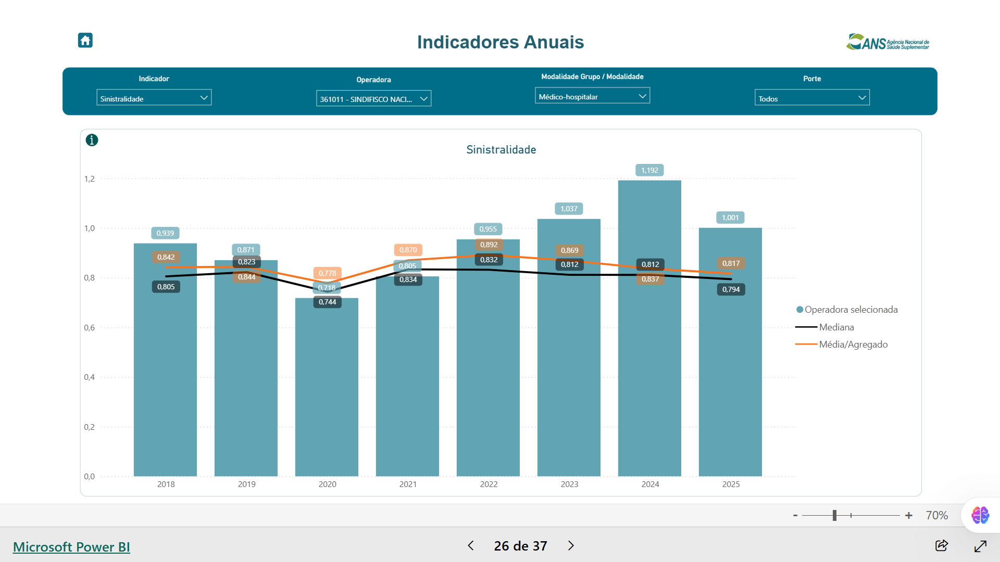 Indicadores Anuais
ANS Agência Nacional de
Saúde Suplementar
Indicador
Sinistralidade
Operadora
361011 - SINDIFISCO NACI...
Modalidade Grupo / Modalidade
Médico-hospitalar
Porte
Todos
i
Sinistralidade
1,2
1,0
0,8
0,6
0,4
0,2
0,0
0,939
0,842
0,805
0,871
0,823
0,844
0,778
0,718
0,744
0,870
0,805
0,834
0,955
0,892
0,832
1,037
0,869
0,812
1,192
0,812
0,837
1,001
0,817
0,794
2018
2019
2020
2021
2022
2023
2024
2025
Operadora selecionada
Mediana
Média/Agregado
- + 70%
Microsoft Power BI
26 de 37